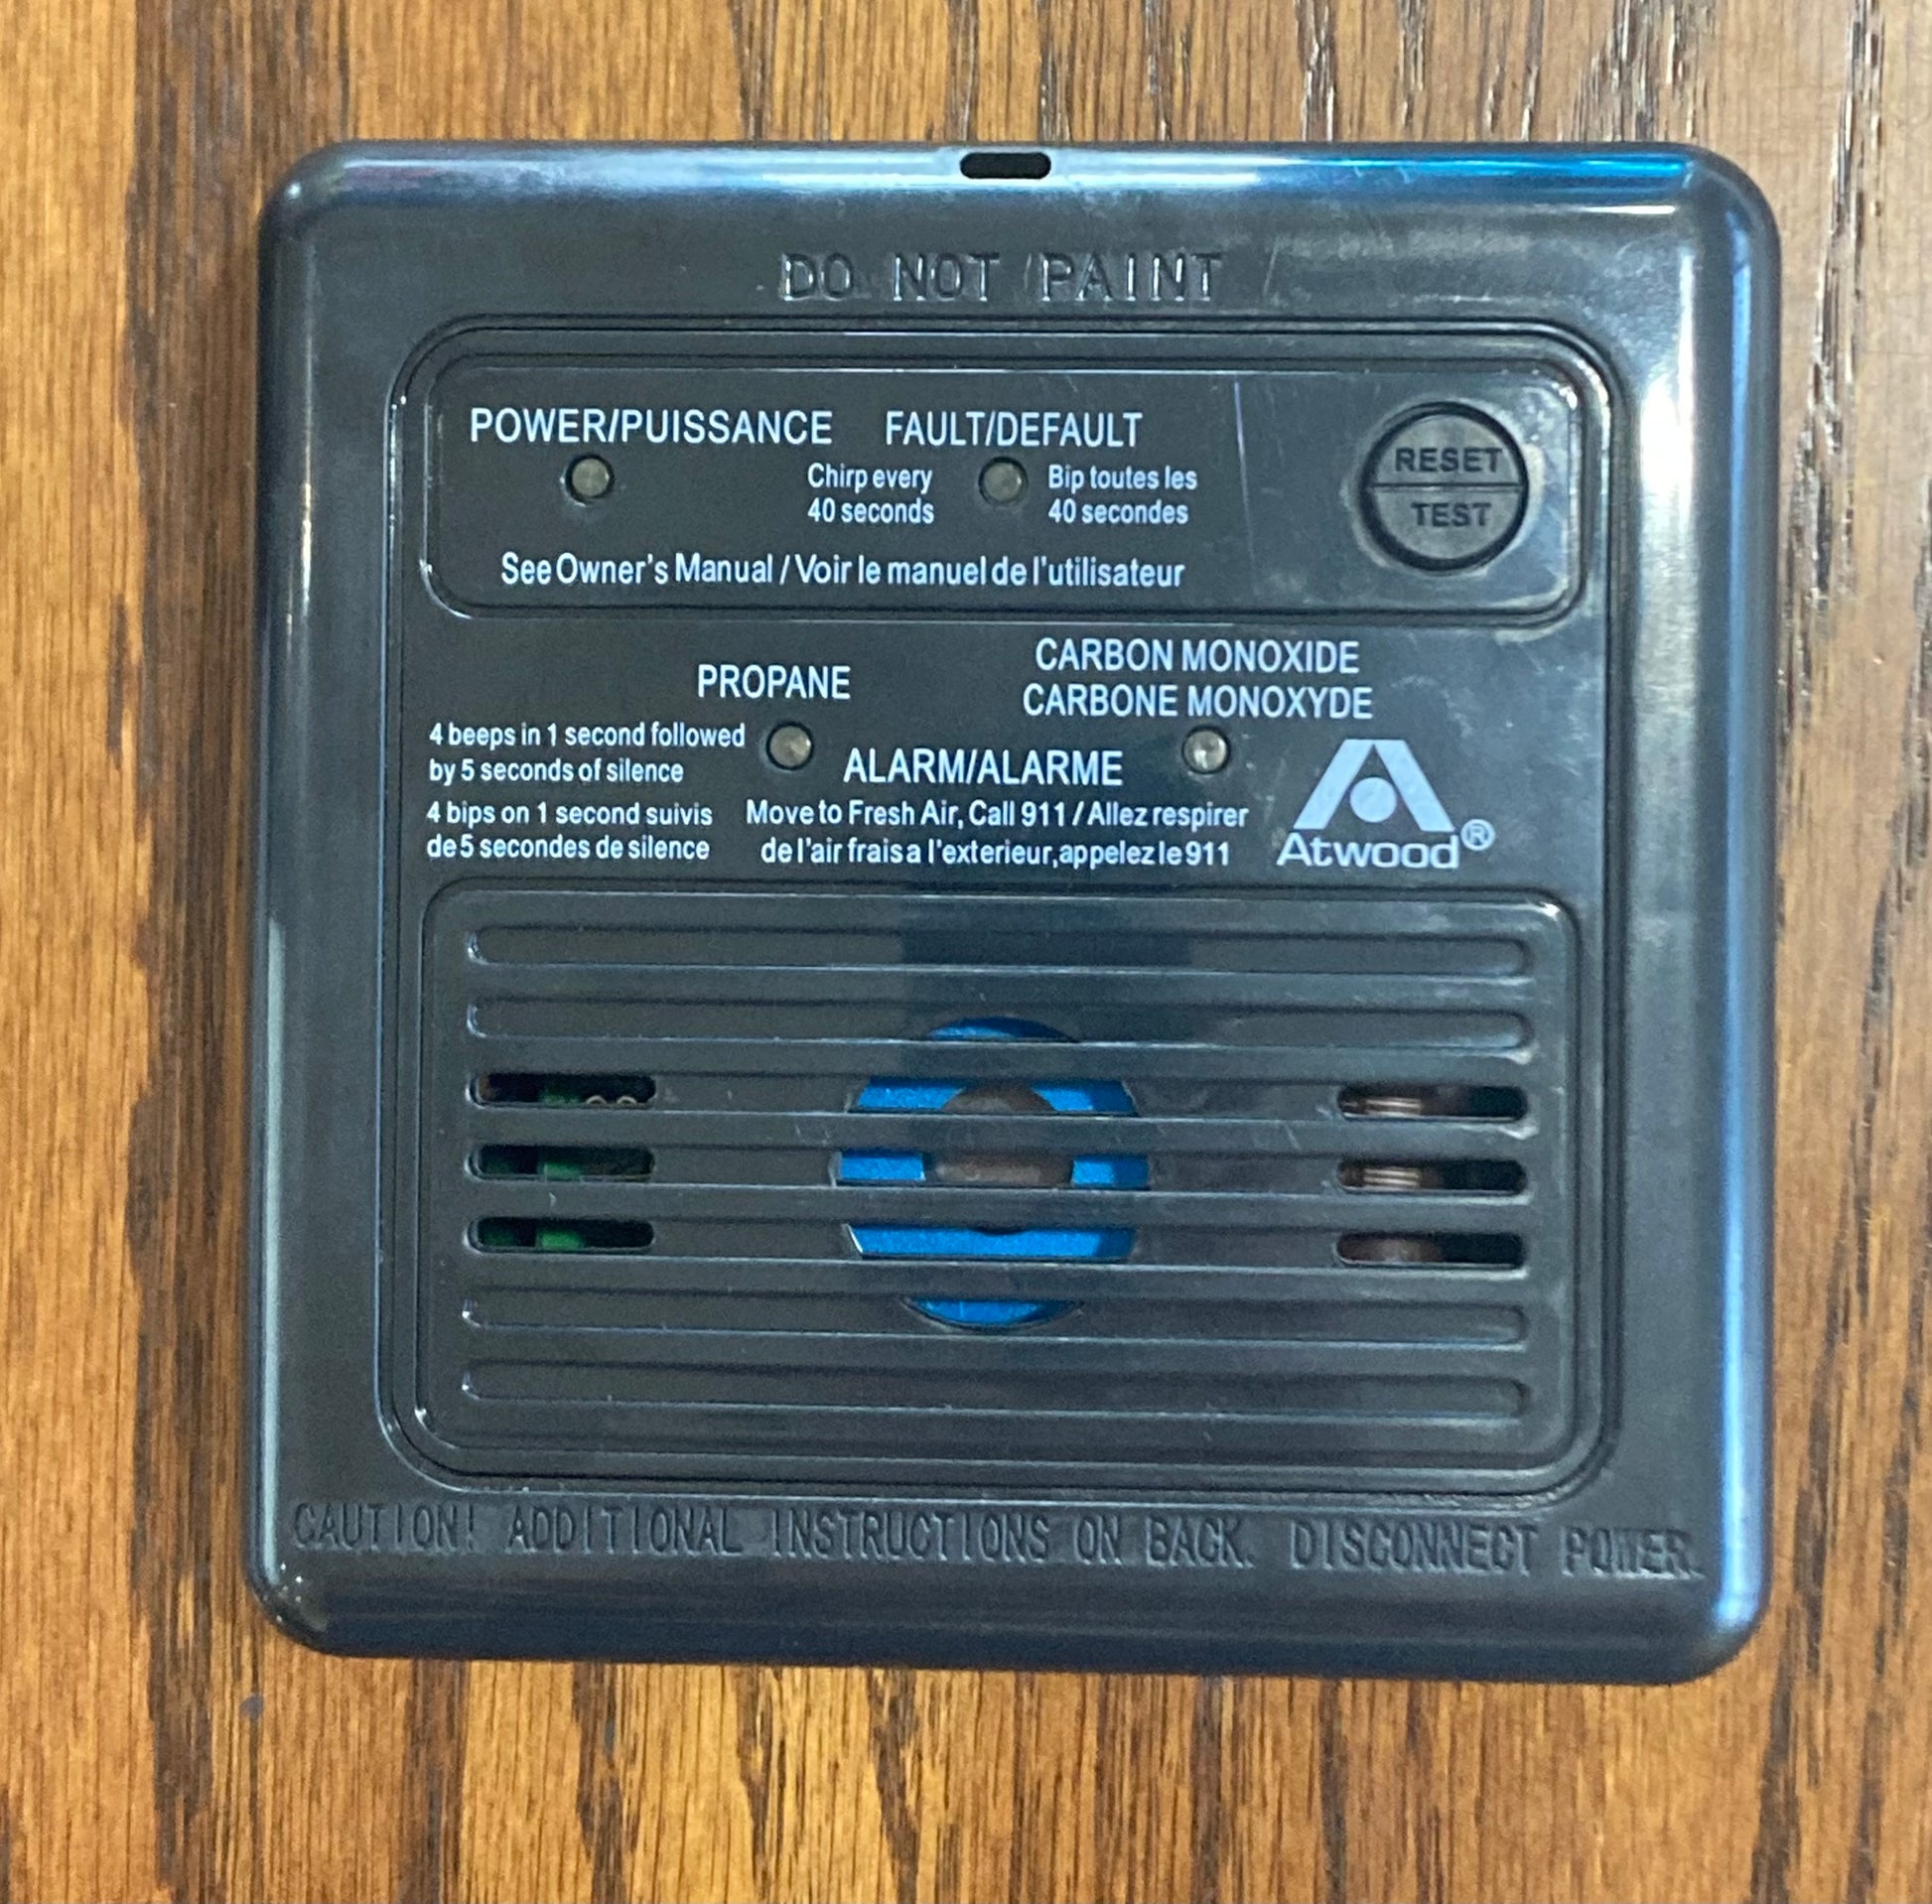 DO NOT PAINT
POWER/PUISSANCE FAULT/DEFAULT
Chirp every
40 seconds
Bip toutes les
40 secondes
RESET
TEST
See Owner's Manual / Voir le manuel de l'utilisateur
PROPANE
CARBON MONOXIDE
CARBONE MONOXYDE
4 beeps in 1 second followed
by 5 seconds of silence
4 bips on 1 second suivis
de 5 secondes de silence
ALARM/ALARME
Move to Fresh Air, Call 911 / Allez respirer
de l'air frais a l'exterieur,appelez le 911
Atwood®
CAUTION! ADDITIONAL INSTRUCTIONS ON BACK. DISCONNECT POWER.